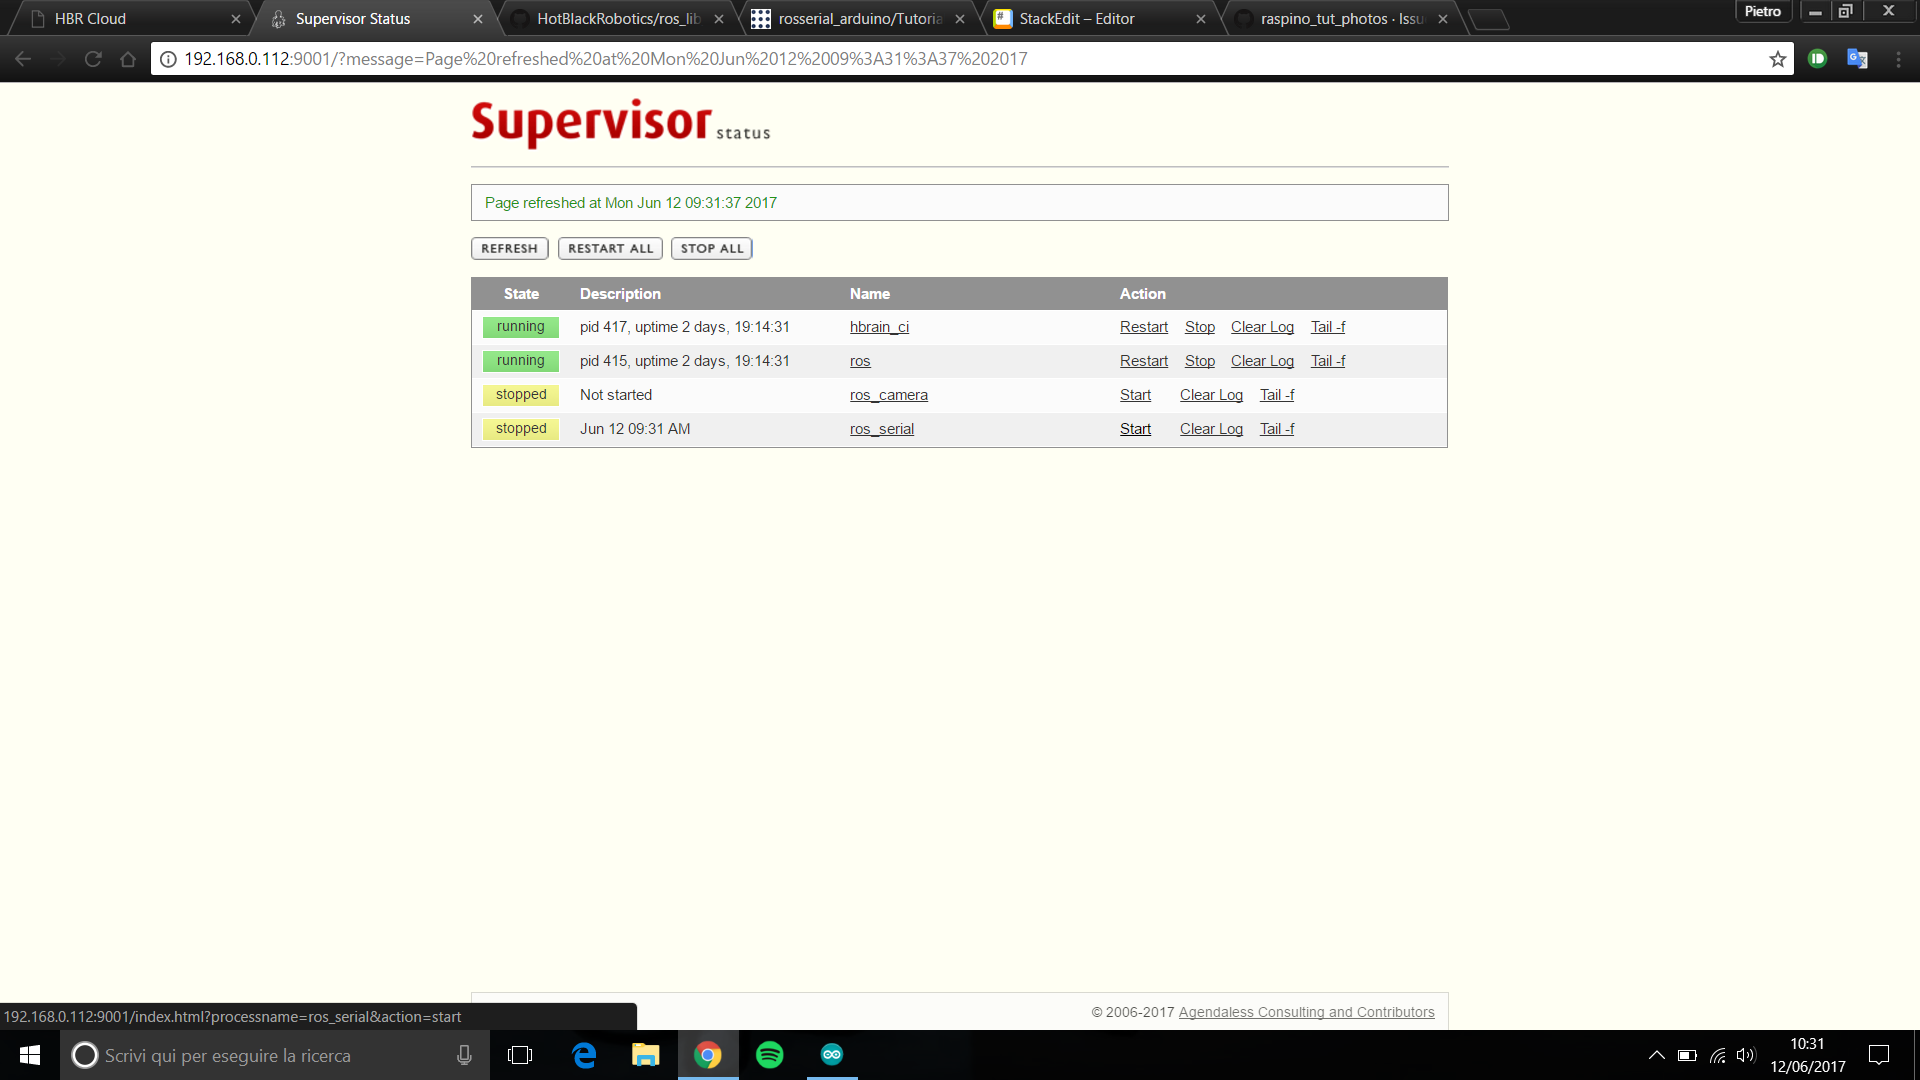 HBR Cloud
Supervisor Status
HotBlackRobotics/ros_lib
rosserial_arduino/Tutoria
StackEdit – Editor
raspino_tut_photos · Issu
Pietro
192.168.0.112:9001/?message=Page%20refreshed%20at%20Mon%20Jun%2012%2009%3A31%3A37%202017
Supervisor status
Page refreshed at Mon Jun 12 09:31:37 2017
REFRESH RESTART ALL STOP ALL
State Description Name Action
running pid 417, uptime 2 days, 19:14:31 hbrain_ci Restart Stop Clear Log Tail -f
running pid 415, uptime 2 days, 19:14:31 ros Restart Stop Clear Log Tail -f
stopped Not started ros_camera Start Clear Log Tail -f
stopped Jun 12 09:31 AM ros_serial Start Clear Log Tail -f
© 2006-2017 Agendaless Consulting and Contributors
192.168.0.112:9001/index.html?processname=ros_serial&action=start
Scrivi qui per eseguire la ricerca
10:31
12/06/2017